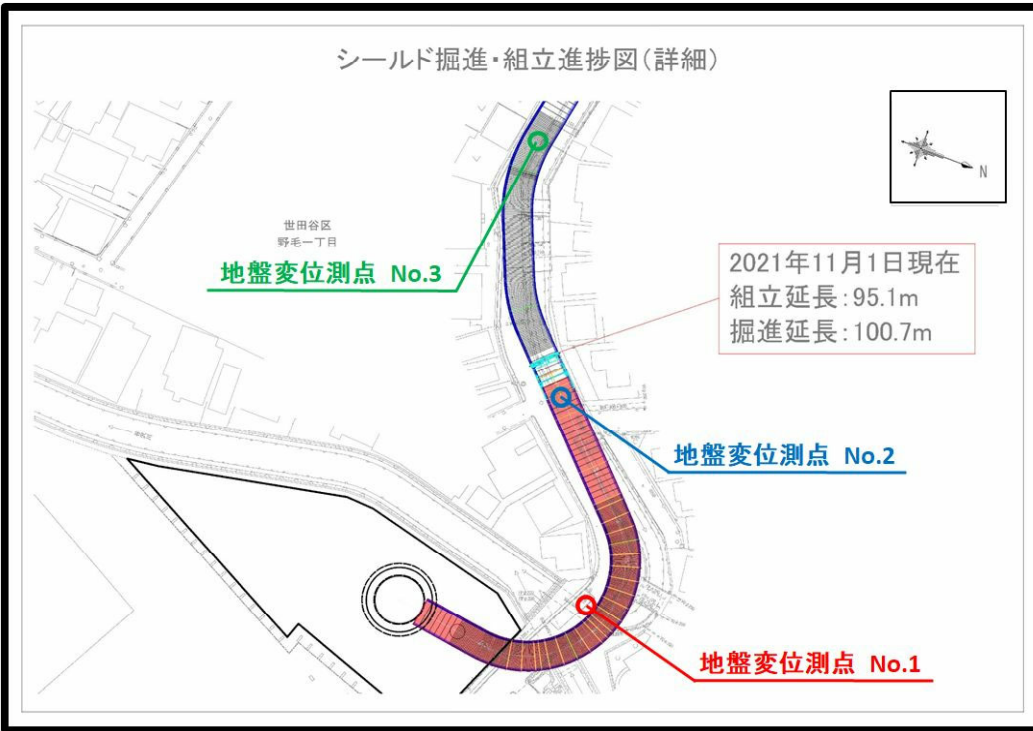 シールド掘進・組立進捗図（詳細）
N
世田谷区
野毛一丁目
地盤変位測点 No.3
2021年11月1日現在
組立延長：95.1m
掘進延長：100.7m
地盤変位測点 No.2
地盤変位測点 No.1